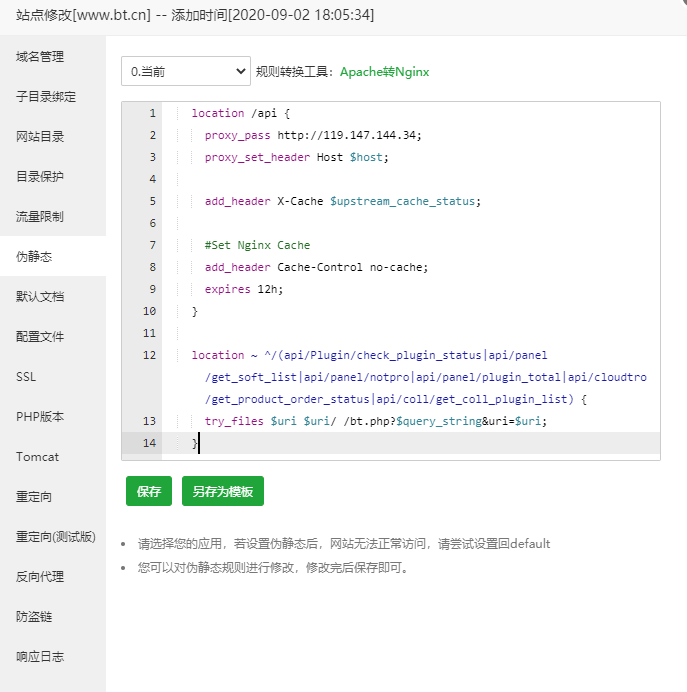 站点修改[www.bt.cn] -- 添加时间[2020-09-02 18:05:34]
域名管理
子目录绑定
网站目录
目录保护
流量限制
伪静态
默认文档
配置文件
SSL
PHP版本
Tomcat
重定向
重定向(测试版)
反向代理
防盗链
响应日志
0.当前
规则转换工具：Apache转Nginx
1 location /api {
2 proxy_pass http://119.147.144.34;
3 proxy_set_header Host $host;
4
5 add_header X-Cache $upstream_cache_status;
6
7 #Set Nginx Cache
8 add_header Cache-Control no-cache;
9 expires 12h;
10 }
11
12 location ~ ^/(api/Plugin/check_plugin_status|api/panel
/get_soft_list|api/panel/notpro|api/panel/plugin_total|api/cloudtro
/get_product_order_status|api/coll/get_coll_plugin_list) {
13 try_files $uri $uri/ /bt.php?$query_string&uri=$uri;
14 }
保存
另存为模板
请选择您的应用，若设置伪静态后，网站无法正常访问，请尝试设置回default
您可以对伪静态规则进行修改，修改完后保存即可。